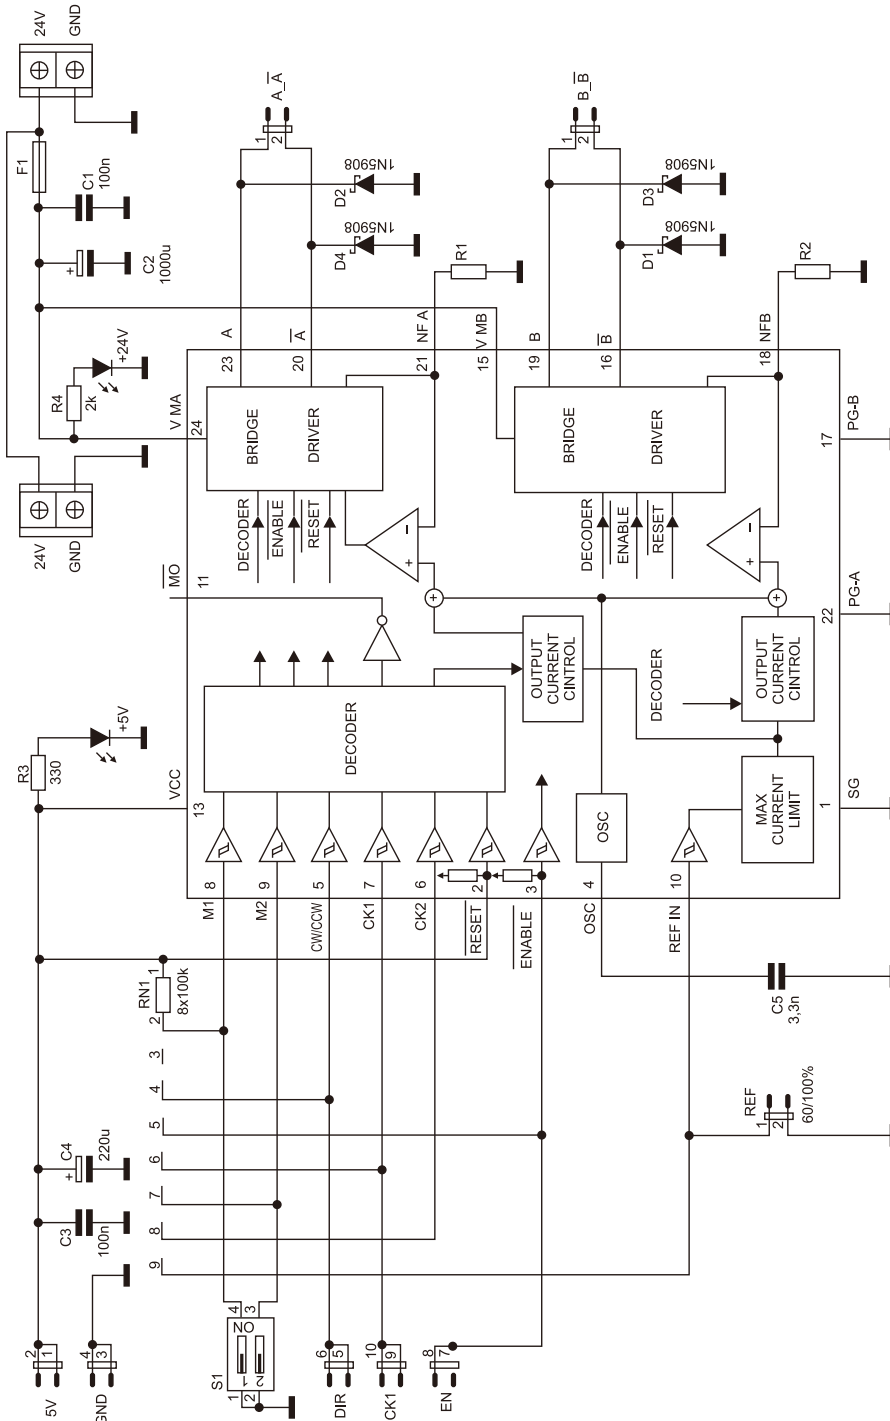 24V
GND
F1
C1
100n
C2
1000u
+
R4
2k
+24V
V MA
24
24V
GND
A_A
1
2
D2
1N5908
D4
1N5908
R1
A
23
A
20
NF A
21
B_B
1
2
D3
1N5908
D1
1N5908
R2
V MB
15
B
19
B
16
NFB
18
BRIDGE
DRIVER
DECODER
ENABLE
RESET
-
+
BRIDGE
DRIVER
DECODER
ENABLE
RESET
-
+
PG-B
17
PG-A
22
SG
1
MO
11
+
+
OUTPUT
CURRENT
CINTROL
DECODER
OUTPUT
CURRENT
CINTROL
MAX
CURRENT
LIMIT
DECODER
OSC
R3
330
+5V
VCC
13
M1
8
M2
9
CW/CCW
5
CK1
7
CK2
6
RESET
2
ENABLE
3
OSC
4
REF IN
10
RN1
8x100k
1
2
3
4
5
6
7
8
9
C5
3,3n
REF
1
2
60/100%
C4
220u
+
C3
100n
5V
2
1
GND
4
3
S1
ON
1
2
4
3
1
2
DIR
6
5
CK1
10
9
EN
8
7